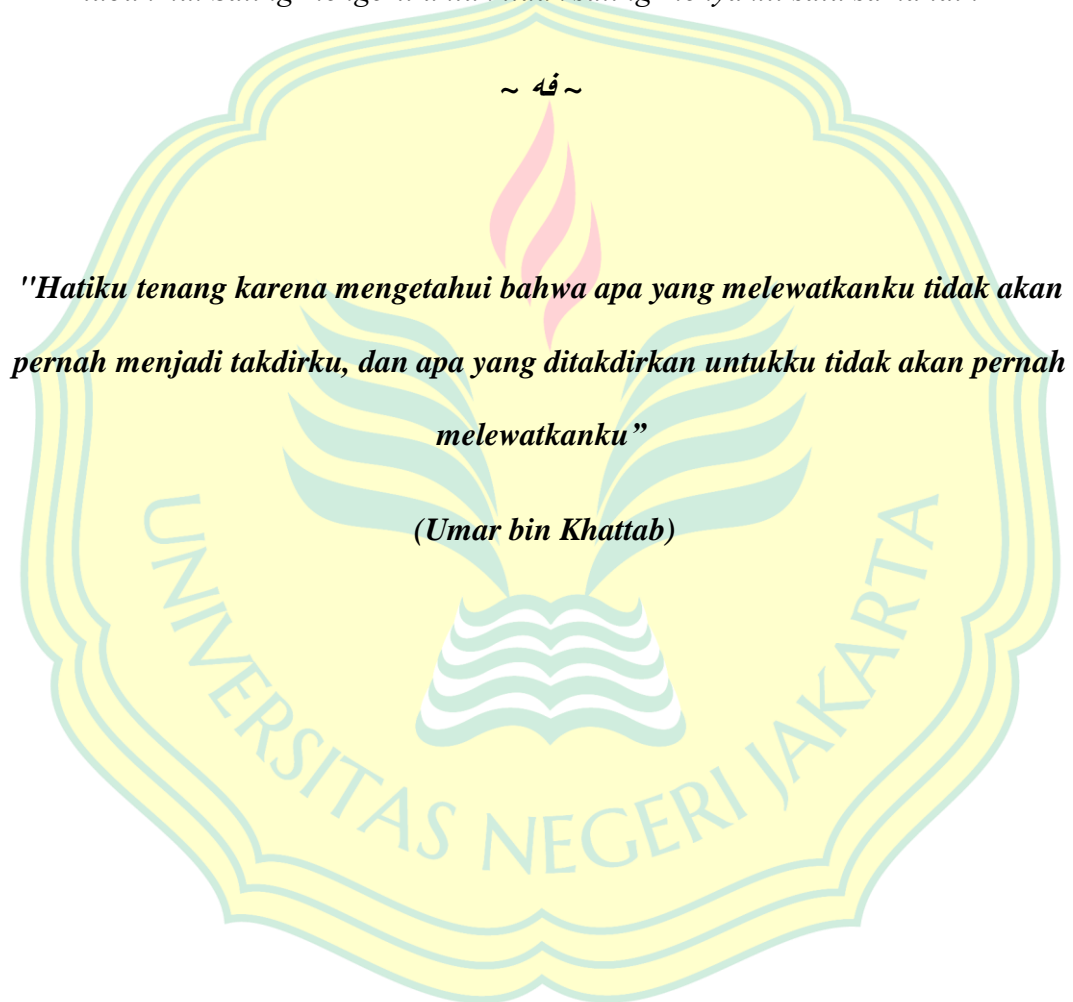 ~ فه ~
"Hatiku tenang karena mengetahui bahwa apa yang melewatkanku tidak akan
pernah menjadi takdirku, dan apa yang ditakdirkan untukku tidak akan pernah
melewatkanku”
(Umar bin Khattab)
UNIVERSITAS NEGERI JAKARTA